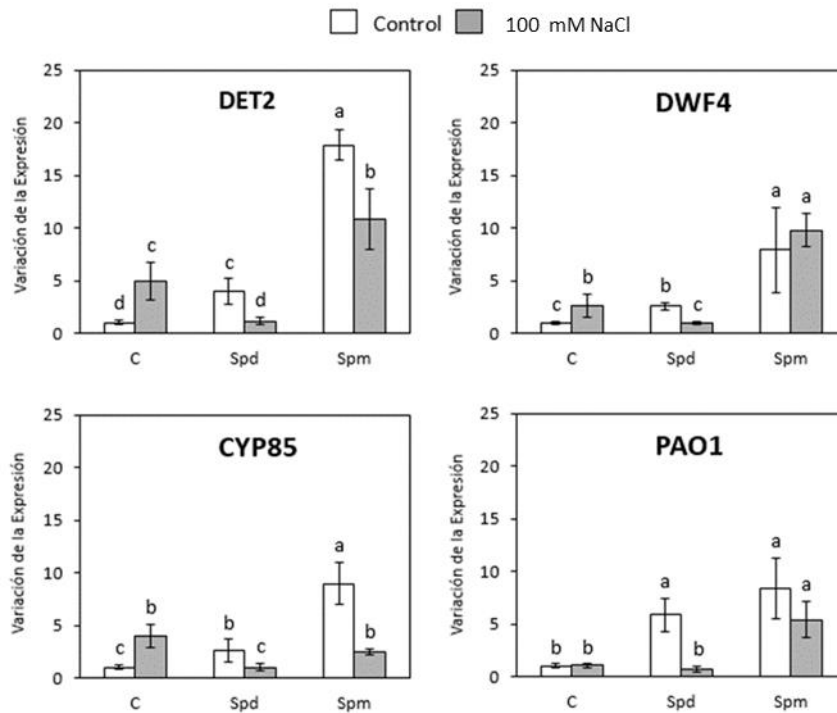 Control 100 mM NaCl
25
20
15
10
5
0
Variación de la Expresión
DET2
d c c d a b
C Spd Spm
25
20
15
10
5
0
Variación de la Expresión
DWF4
c b b c a a
C Spd Spm
25
20
15
10
5
0
Variación de la Expresión
CYP85
c b b c a b
C Spd Spm
25
20
15
10
5
0
Variación de la Expresión
PAO1
b b a b a a
C Spd Spm